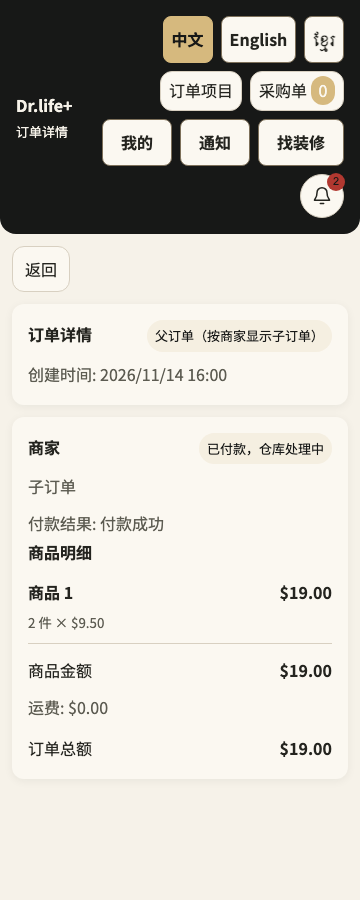 中文 English ខ្មែរ
订单项目 采购单 0
Dr.life+
订单详情
我的 通知 找装修
2
返回
订单详情 父订单（按商家显示子订单）
创建时间: 2026/11/14 16:00
商家 已付款，仓库处理中
子订单
付款结果: 付款成功
商品明细
商品 1 $19.00
2 件 × $9.50
商品金额 $19.00
运费: $0.00
订单总额 $19.00